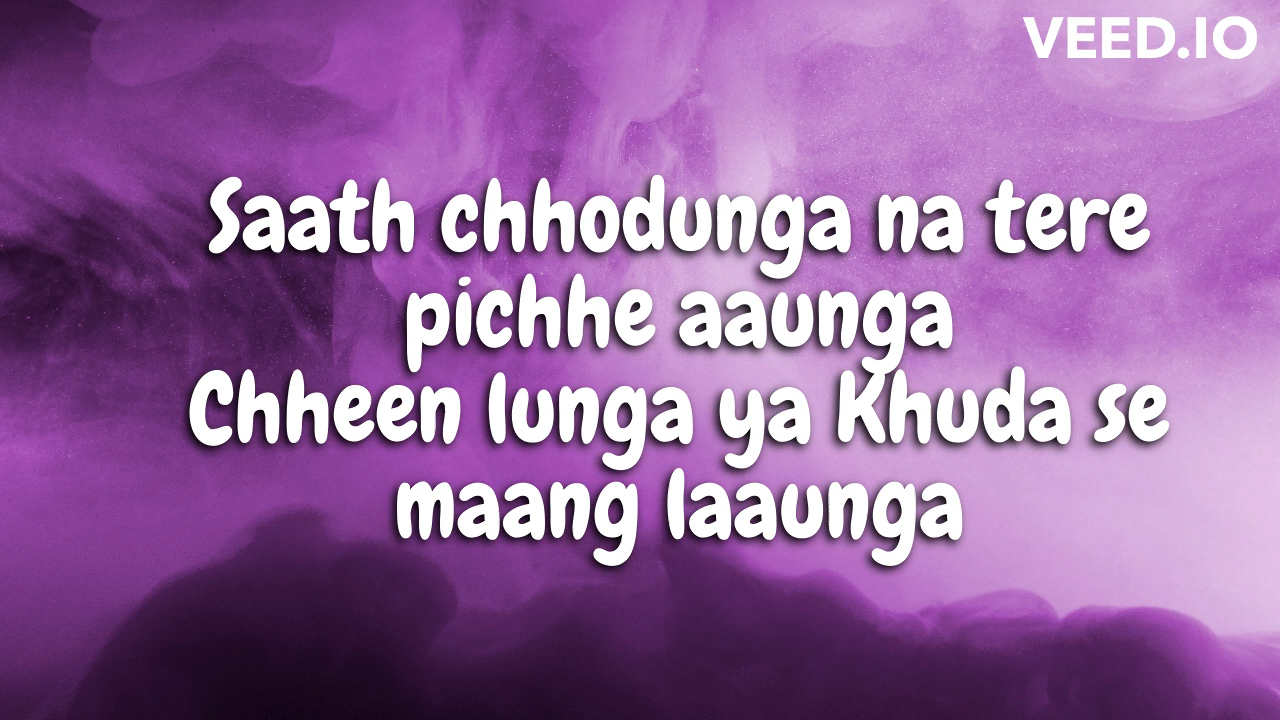 VEED.IO
Saath chhodunga na tere
pichhe aaunga
Chheen lunga ya Khuda se
maang laaunga